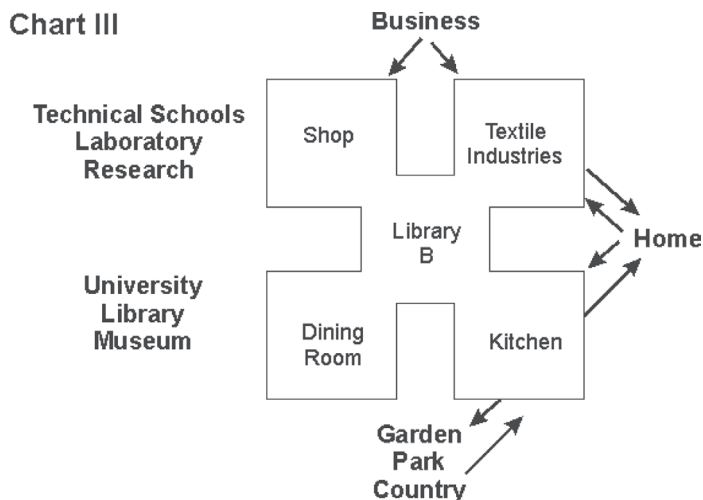 Chart III
Business
Technical Schools
Laboratory
Research
Shop
Textile
Industries
Library
B
Home
University
Library
Museum
Dining
Room
Kitchen
Garden
Park
Country